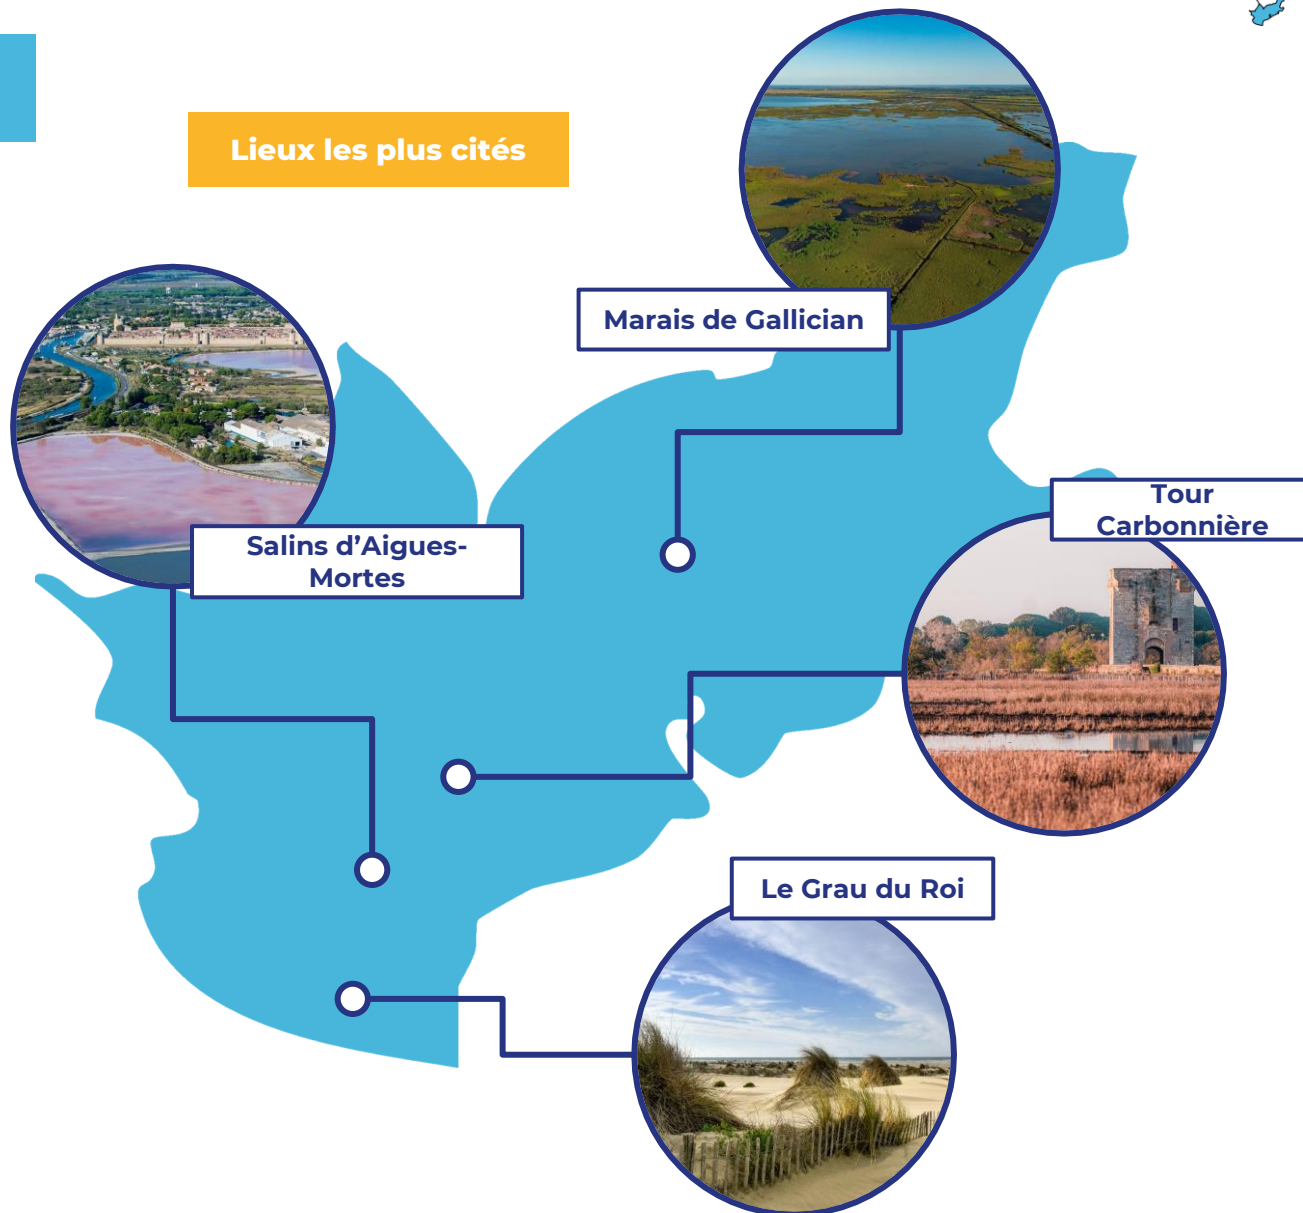 Lieux les plus cités
Marais de Gallician
Tour
Carbonnière
Salins d’Aigues-
Mortes
Le Grau du Roi